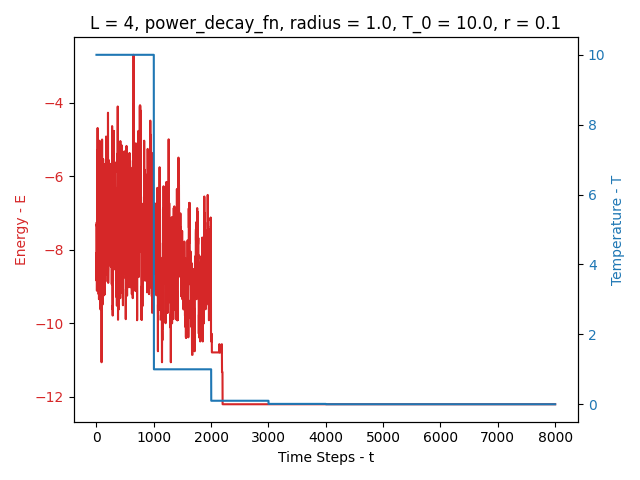 L = 4, power_decay_fn, radius = 1.0, T_0 = 10.0, r = 0.1
Energy - E
−4
−6
−8
−10
−12
10
8
6
4
2
0
Temperature - T
0 1000 2000 3000 4000 5000 6000 7000 8000
Time Steps - t